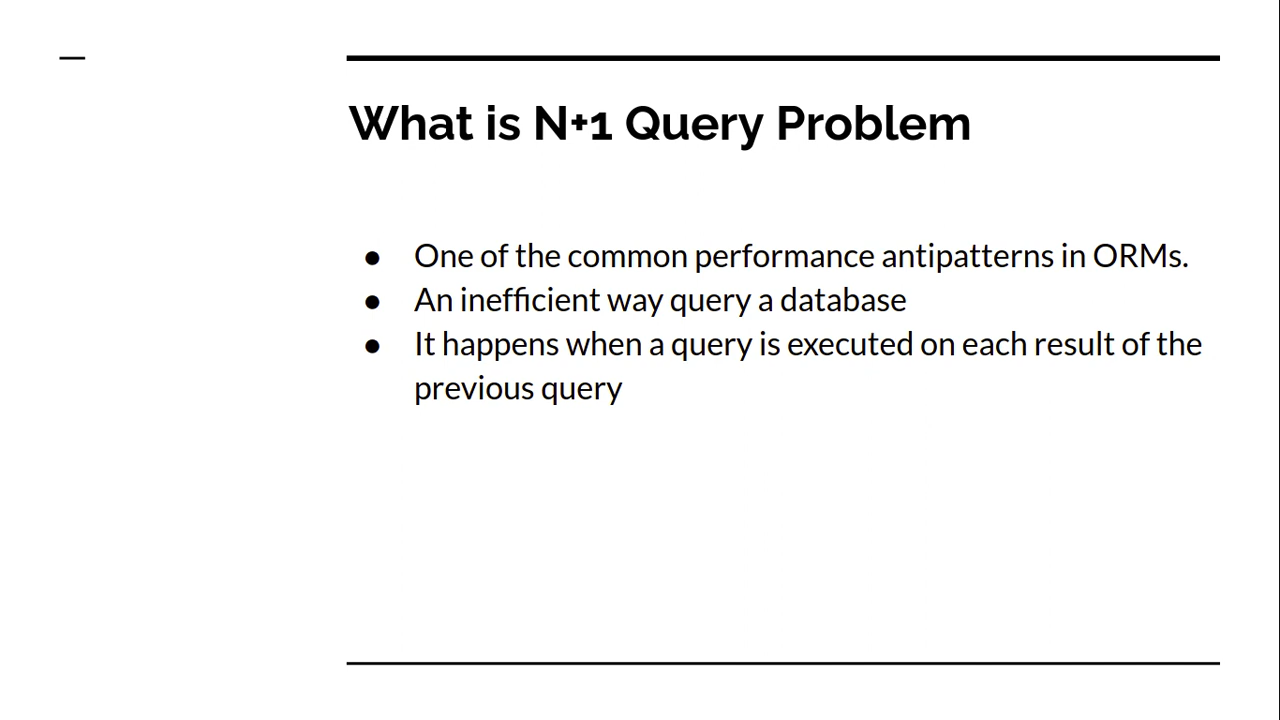 What is N+1 Query Problem
● One of the common performance antipatterns in ORMs.
● An inefficient way query a database
● It happens when a query is executed on each result of the
previous query